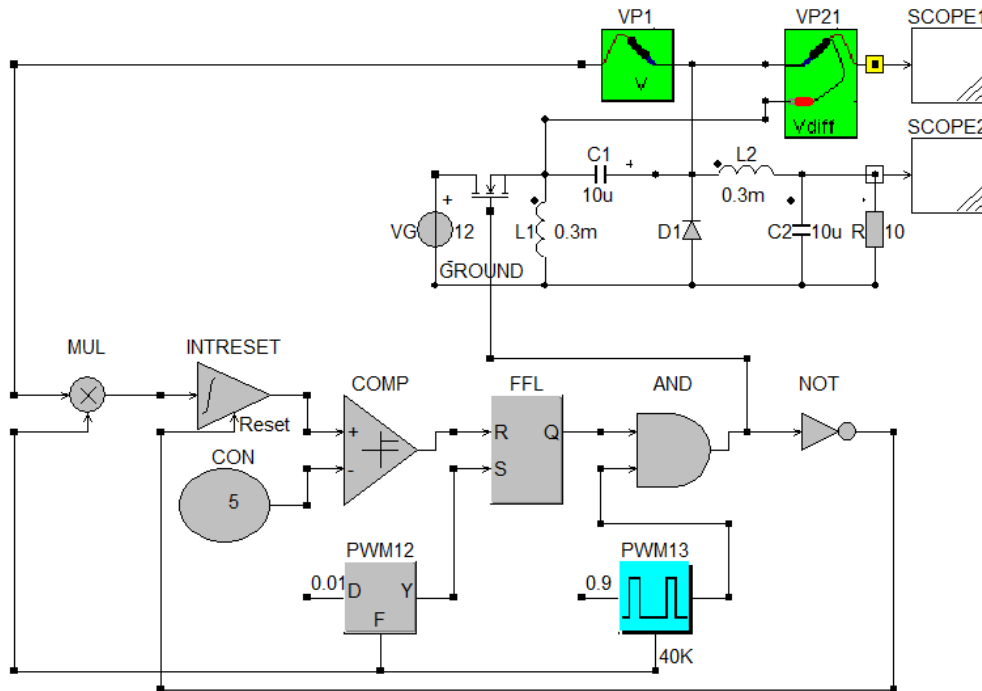 VP1 VP21 SCOPE1
V
Vdiff
SCOPE2
C1 + L2
10u 0.3m
+
VG 12 L1 0.3m D1 C2 10u R 10
-
GROUND
MUL INTRESET
COMP FFL AND NOT
Reset + R Q
CON - S
5
PWM12 PWM13
0.01 D Y 0.9
F
40K